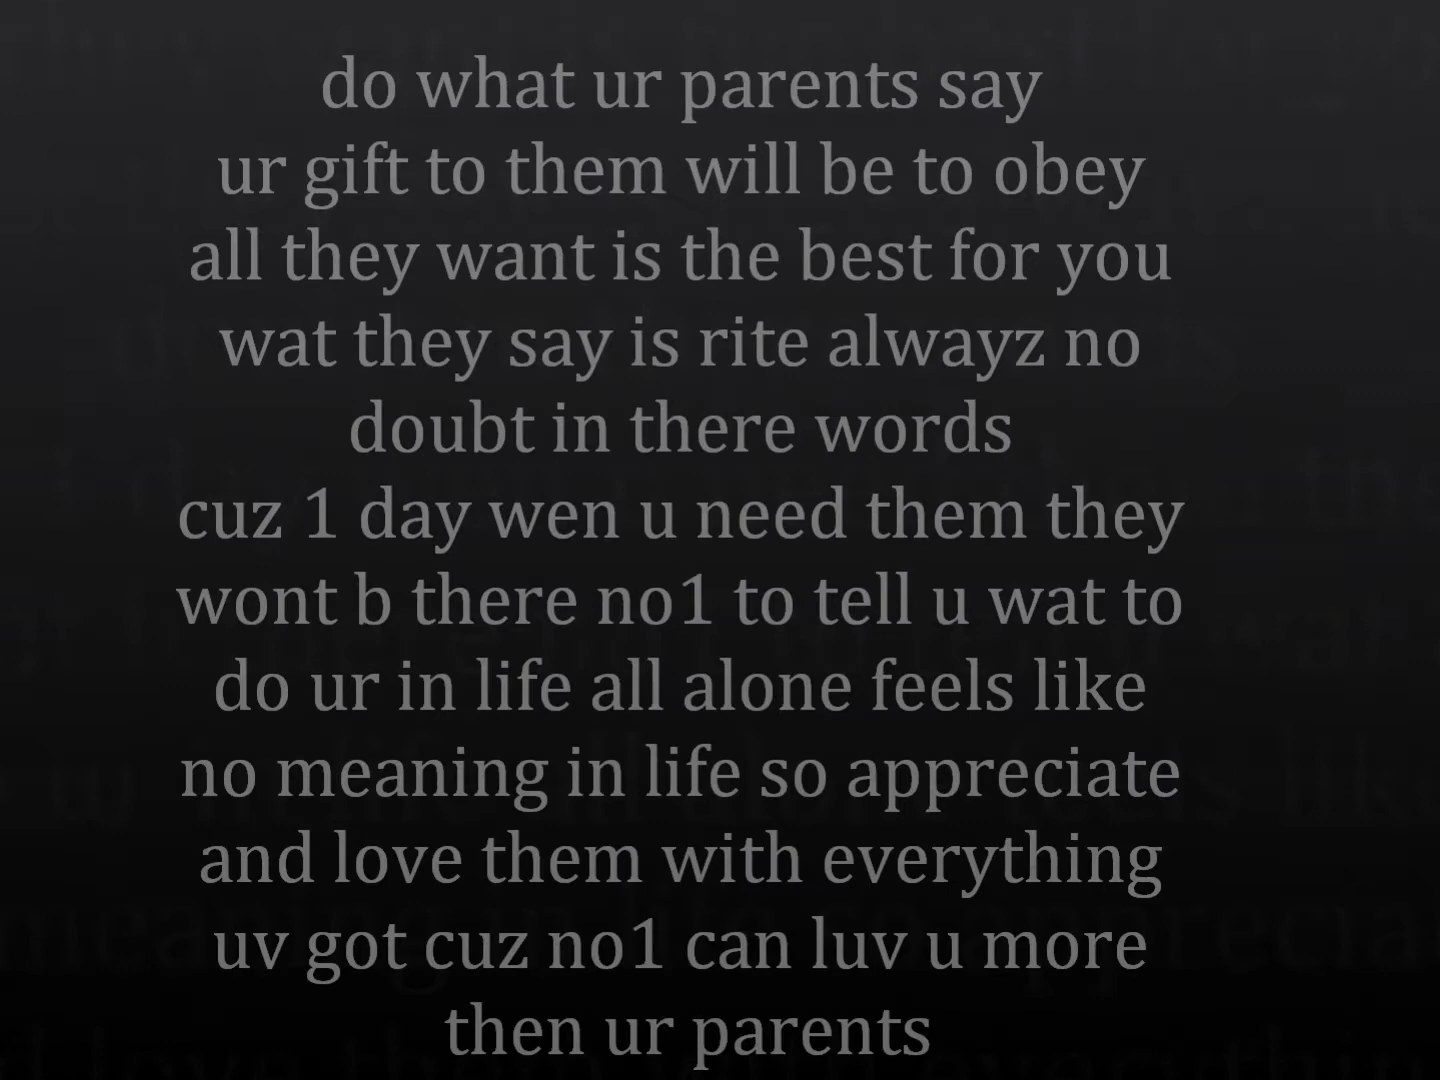 do what ur parents say
ur gift to them will be to obey
all they want is the best for you
wat they say is rite alwayz no
doubt in there words
cuz 1 day wen u need them they
wont b there no1 to tell u wat to
do ur in life all alone feels like
no meaning in life so appreciate
and love them with everything
uv got cuz no1 can luv u more
then ur parents